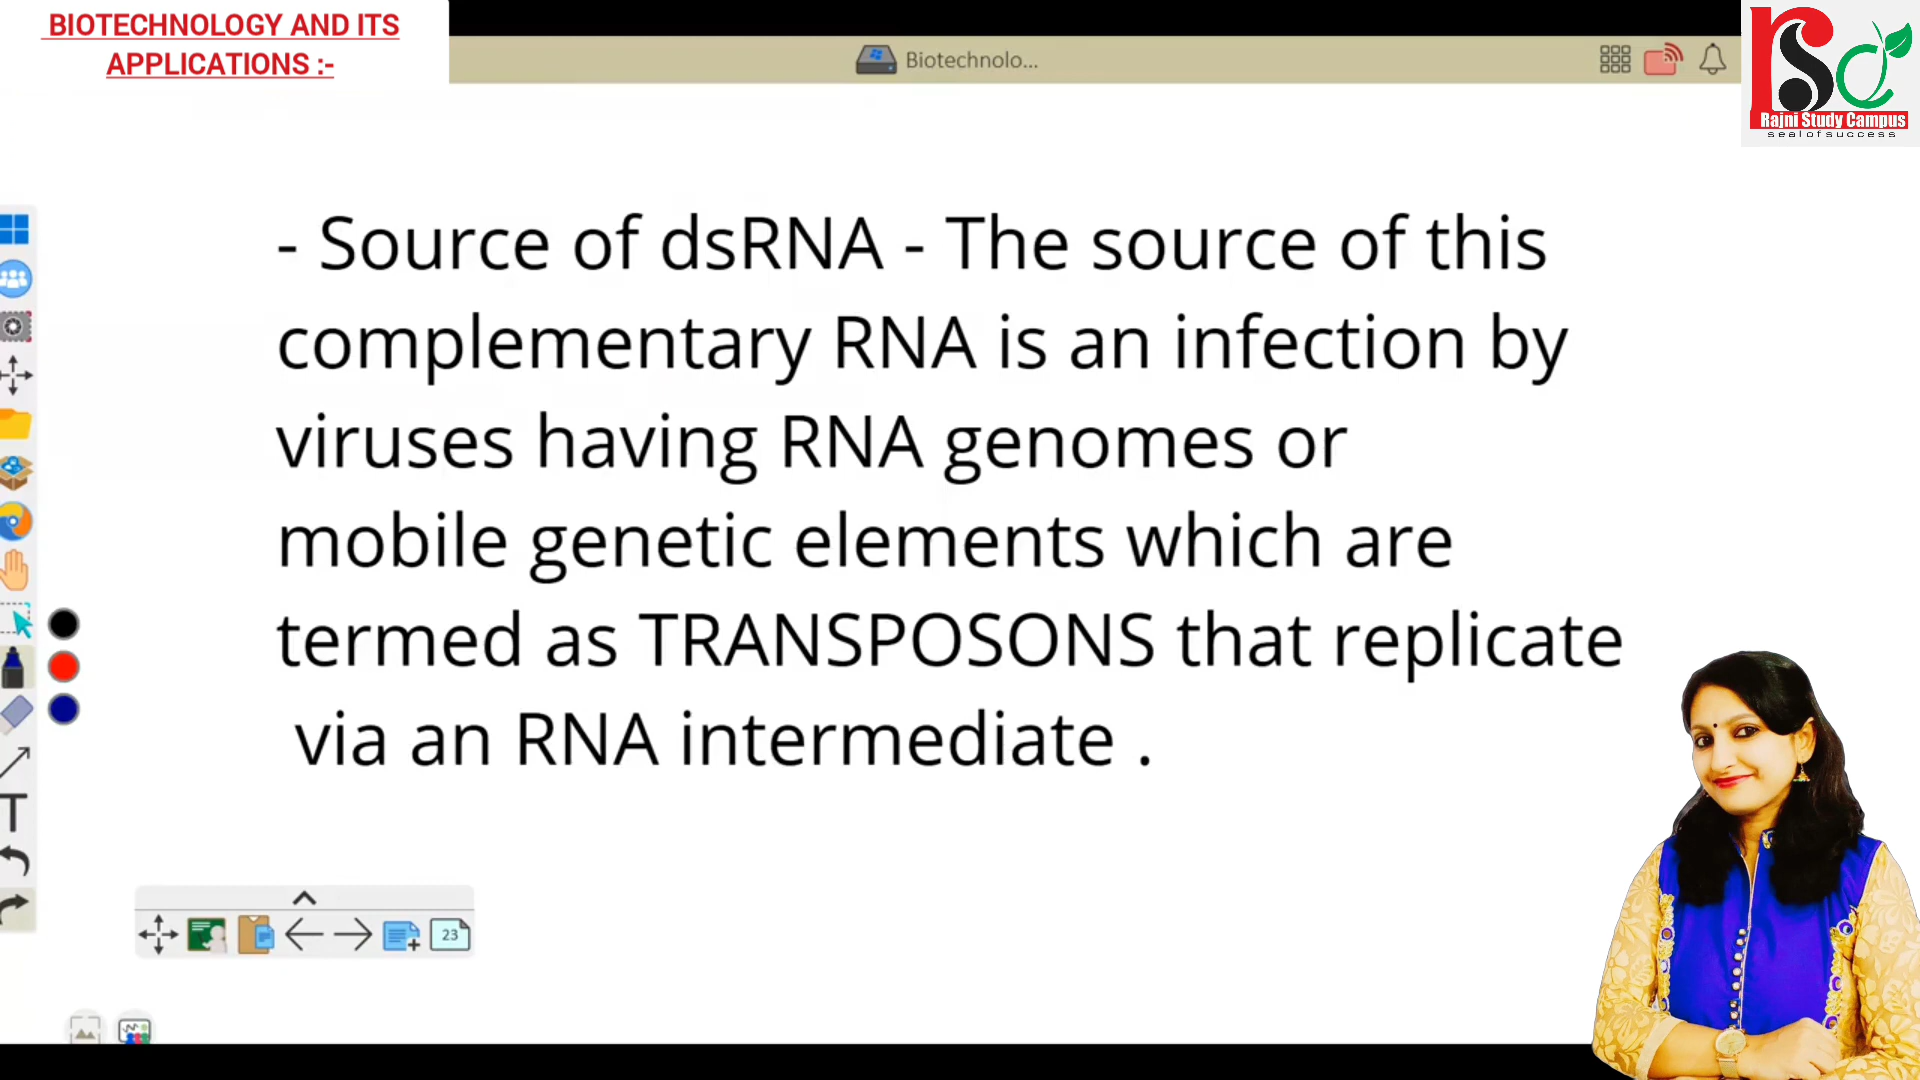 BIOTECHNOLOGY AND ITS
APPLICATIONS :-
Biotechnolo...
Rajni Study Campus
seal of success
- Source of dsRNA - The source of this
complementary RNA is an infection by
viruses having RNA genomes or
mobile genetic elements which are
termed as TRANSPOSONS that replicate
via an RNA intermediate .
T
23